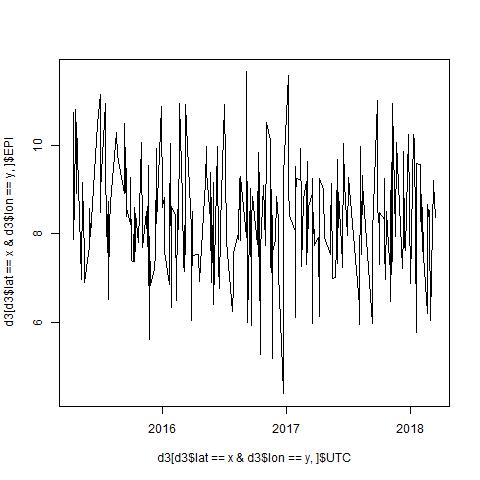 d3[d3$lat == x & d3$lon == y, ]$EPI
10
8
6
2016 2017 2018
d3[d3$lat == x & d3$lon == y, ]$UTC